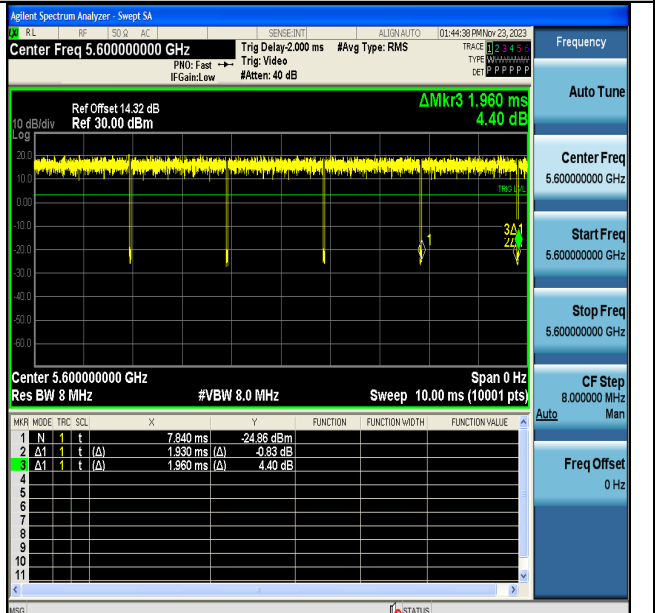 Agilent Spectrum Analyzer - Swept SA
LXI RL RF 50 Ω AC SENSE:INT ALIGN AUTO 01:44:38 PM Nov 23, 2023
Center Freq 5.600000000 GHz Trig Delay-2.000 ms #Avg Type: RMS TRACE 1 2 3 4 5 6
PNO: Fast Trig: Video TYPE WWWWWW
IFGain:Low #Atten: 40 dB DET P P P P P P
Frequency
Auto Tune
ΔMkr3 1.960 ms
Ref Offset 14.32 dB
10 dB/div Ref 30.00 dBm 4.40 dB
Log
20.0
10.0
TRIG LVL
0.00
-10.0
3Δ1
1
2Δ1
-20.0
-30.0
-40.0
-50.0
-60.0
Center 5.600000000 GHz Span 0 Hz
Res BW 8 MHz #VBW 8.0 MHz Sweep 10.00 ms (10001 pts)
Center Freq
5.600000000 GHz
Start Freq
5.600000000 GHz
Stop Freq
5.600000000 GHz
CF Step
8.000000 MHz
Auto Man
Freq Offset
0 Hz
MKR MODE TRC SCL X Y FUNCTION FUNCTION WIDTH FUNCTION VALUE
1 N 1 t 7.840 ms -24.86 dBm
2 Δ1 1 t (Δ) 1.930 ms (Δ) -0.83 dB
3 Δ1 1 t (Δ) 1.960 ms (Δ) 4.40 dB
4
5
6
7
8
9
10
11
MSG STATUS